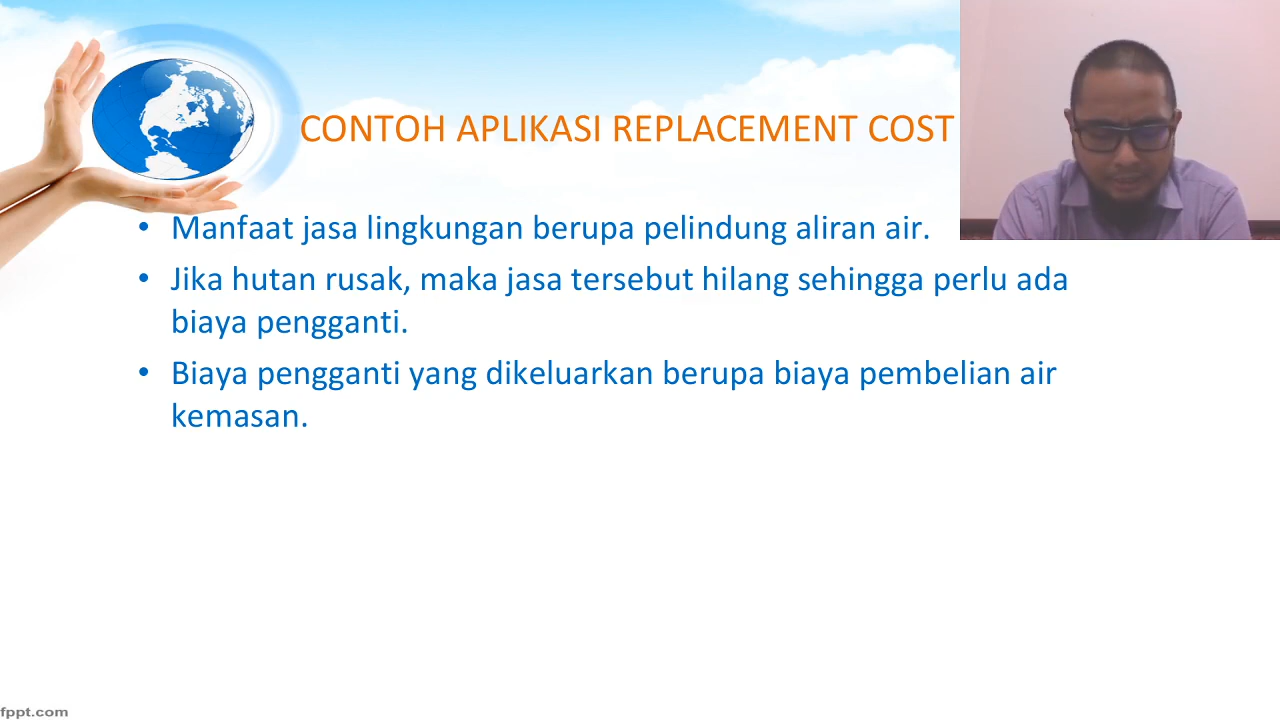 CONTOH APLIKASI REPLACEMENT COST
• Manfaat jasa lingkungan berupa pelindung aliran air.
• Jika hutan rusak, maka jasa tersebut hilang sehingga perlu ada
biaya pengganti.
• Biaya pengganti yang dikeluarkan berupa biaya pembelian air
kemasan.
fppt.com